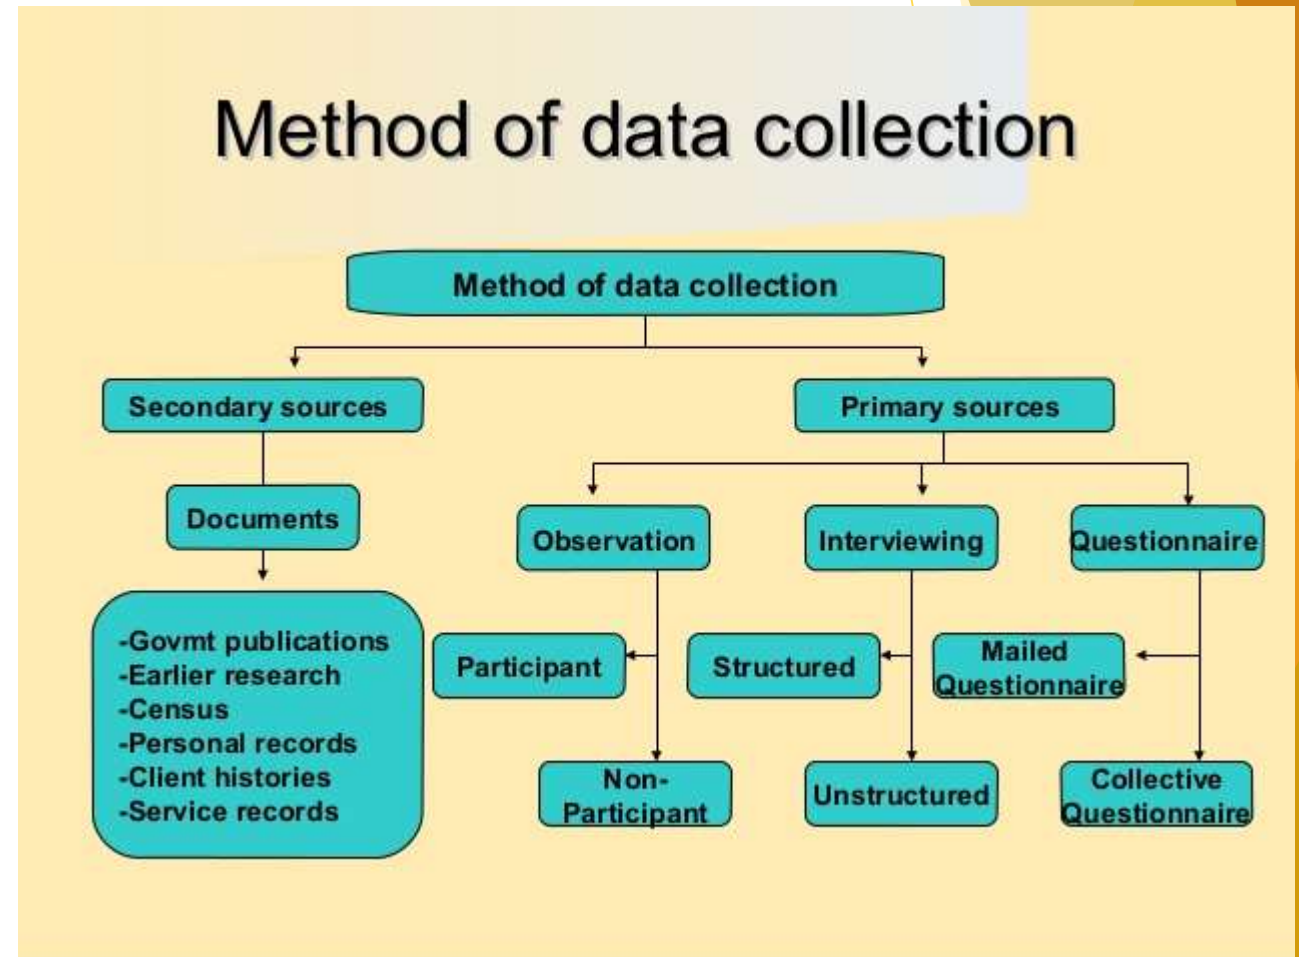 Method of data collection
Method of data collection
Secondary sources
Primary sources
Documents
Observation
Interviewing
Questionnaire
-Govmt publications
-Earlier research
-Census
-Personal records
-Client histories
-Service records
Participant
Structured
Mailed
Questionnaire
Non-
Participant
Unstructured
Collective
Questionnaire